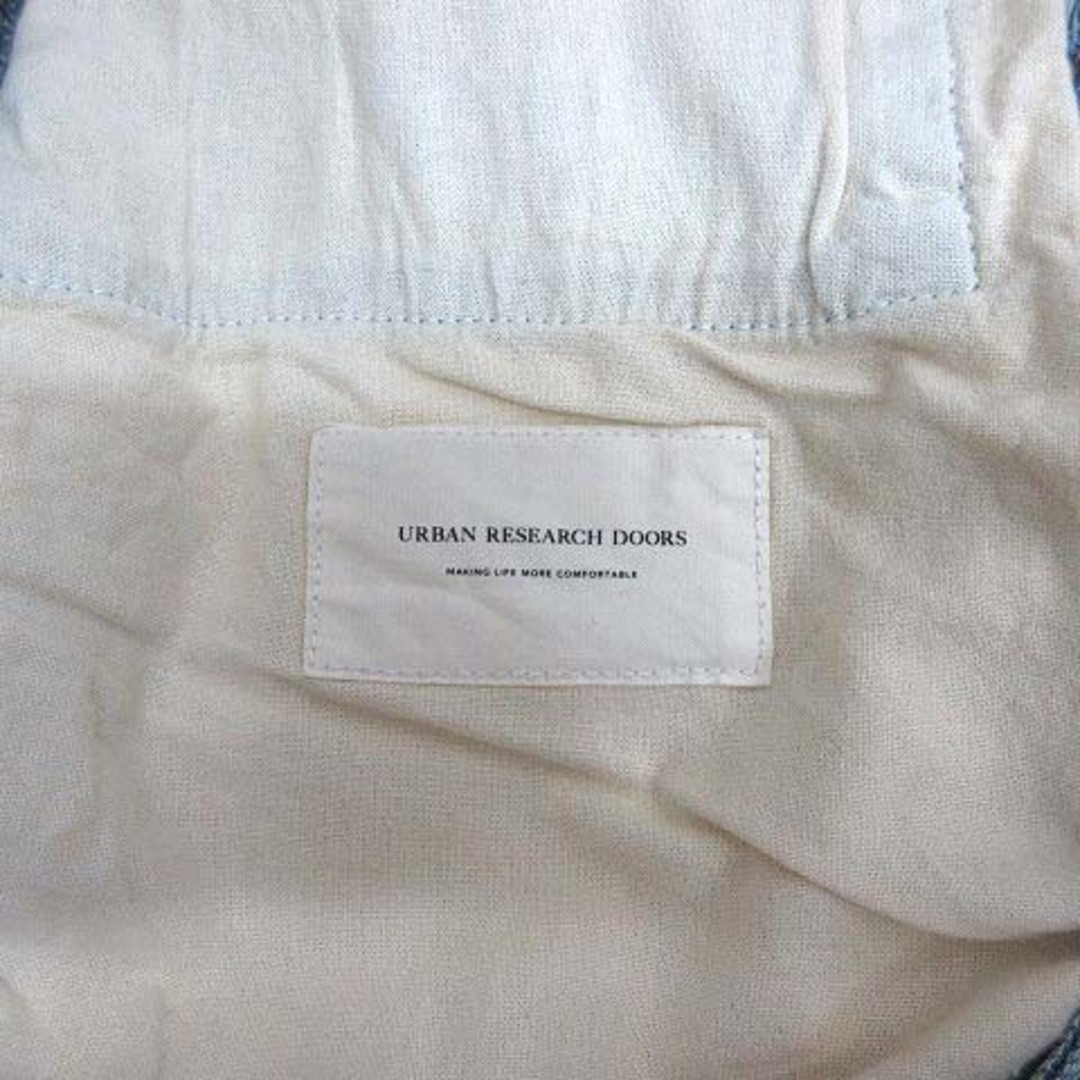 URBAN RESEARCH DOORS
MAKING LIFE MORE COMFORTABLE